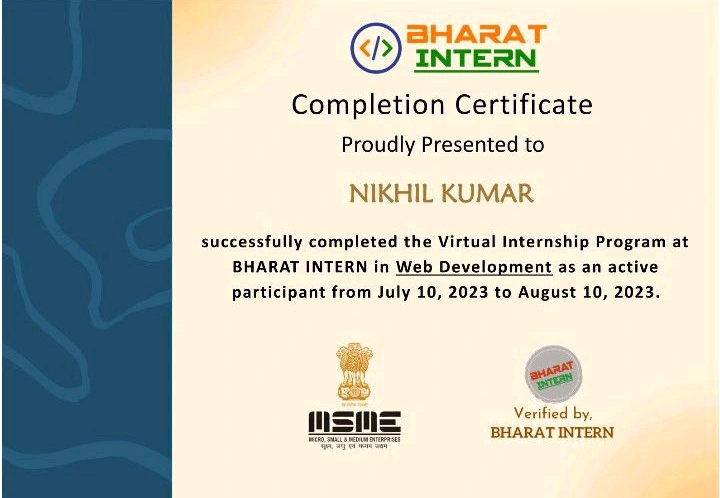 </>
BHARAT
INTERN
Completion Certificate
Proudly Presented to
NIKHIL KUMAR
successfully completed the Virtual Internship Program at
BHARAT INTERN in Web Development as an active
participant from July 10, 2023 to August 10, 2023.
MSME
MICRO, SMALL & MEDIUM ENTERPRISES
सूक्ष्म, लघु एवं मध्यम उद्यम
BHARAT
INTERN
Verified by,
BHARAT INTERN